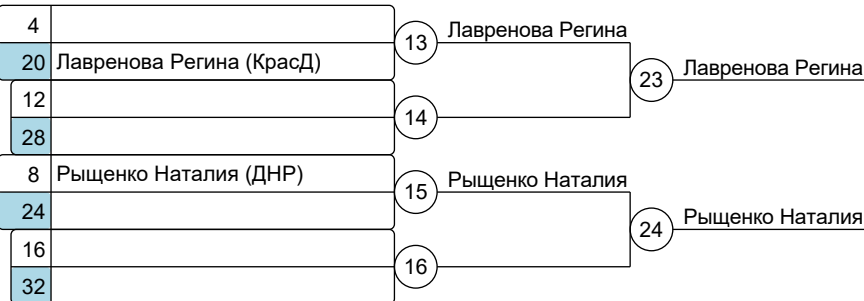 4
13 Лавренова Регина
20 Лавренова Регина (КрасД)
23 Лавренова Регина
12
14
28
8 Рыщенко Наталия (ДНР)
15 Рыщенко Наталия
24
24 Рыщенко Наталия
16
16
32